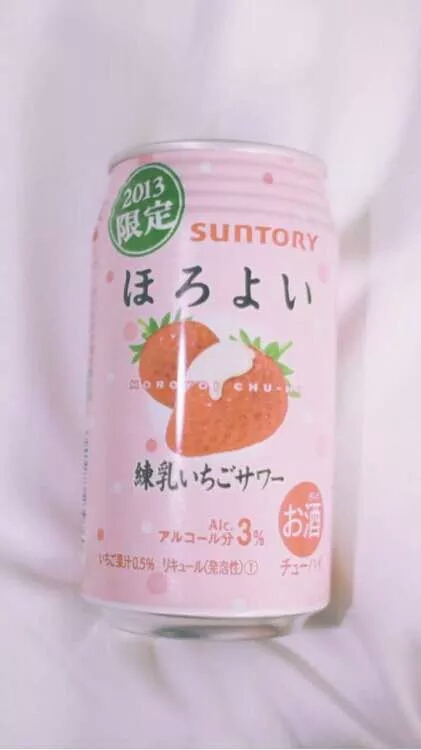 2013
限定
SUNTORY
ほろよい
HOROYOI CHU-HI
練乳いちごサワー
Alc.
アルコール分 3%
お酒
チューハイ
いちご果汁0.5% リキュール(発泡性)①